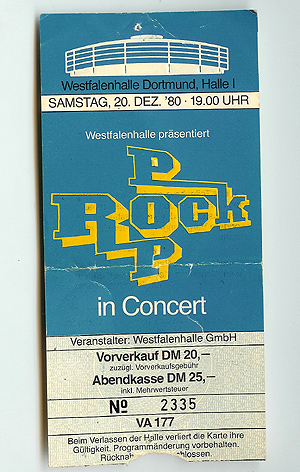 Westfalenhalle Dortmund, Halle I
SAMSTAG, 20. DEZ. '80 · 19.00 UHR
Westfalenhalle präsentiert
POP
ROCK
in Concert
Veranstalter: Westfalenhalle GmbH
Vorverkauf DM 20,–
zuzügl. Vorverkaufsgebühr
Abendkasse DM 25,–
inkl. Mehrwertsteuer
Nº 2335
VA 177
Beim Verlassen der Halle verliert die Karte ihre
Gültigkeit. Programmänderung vorbehalten.